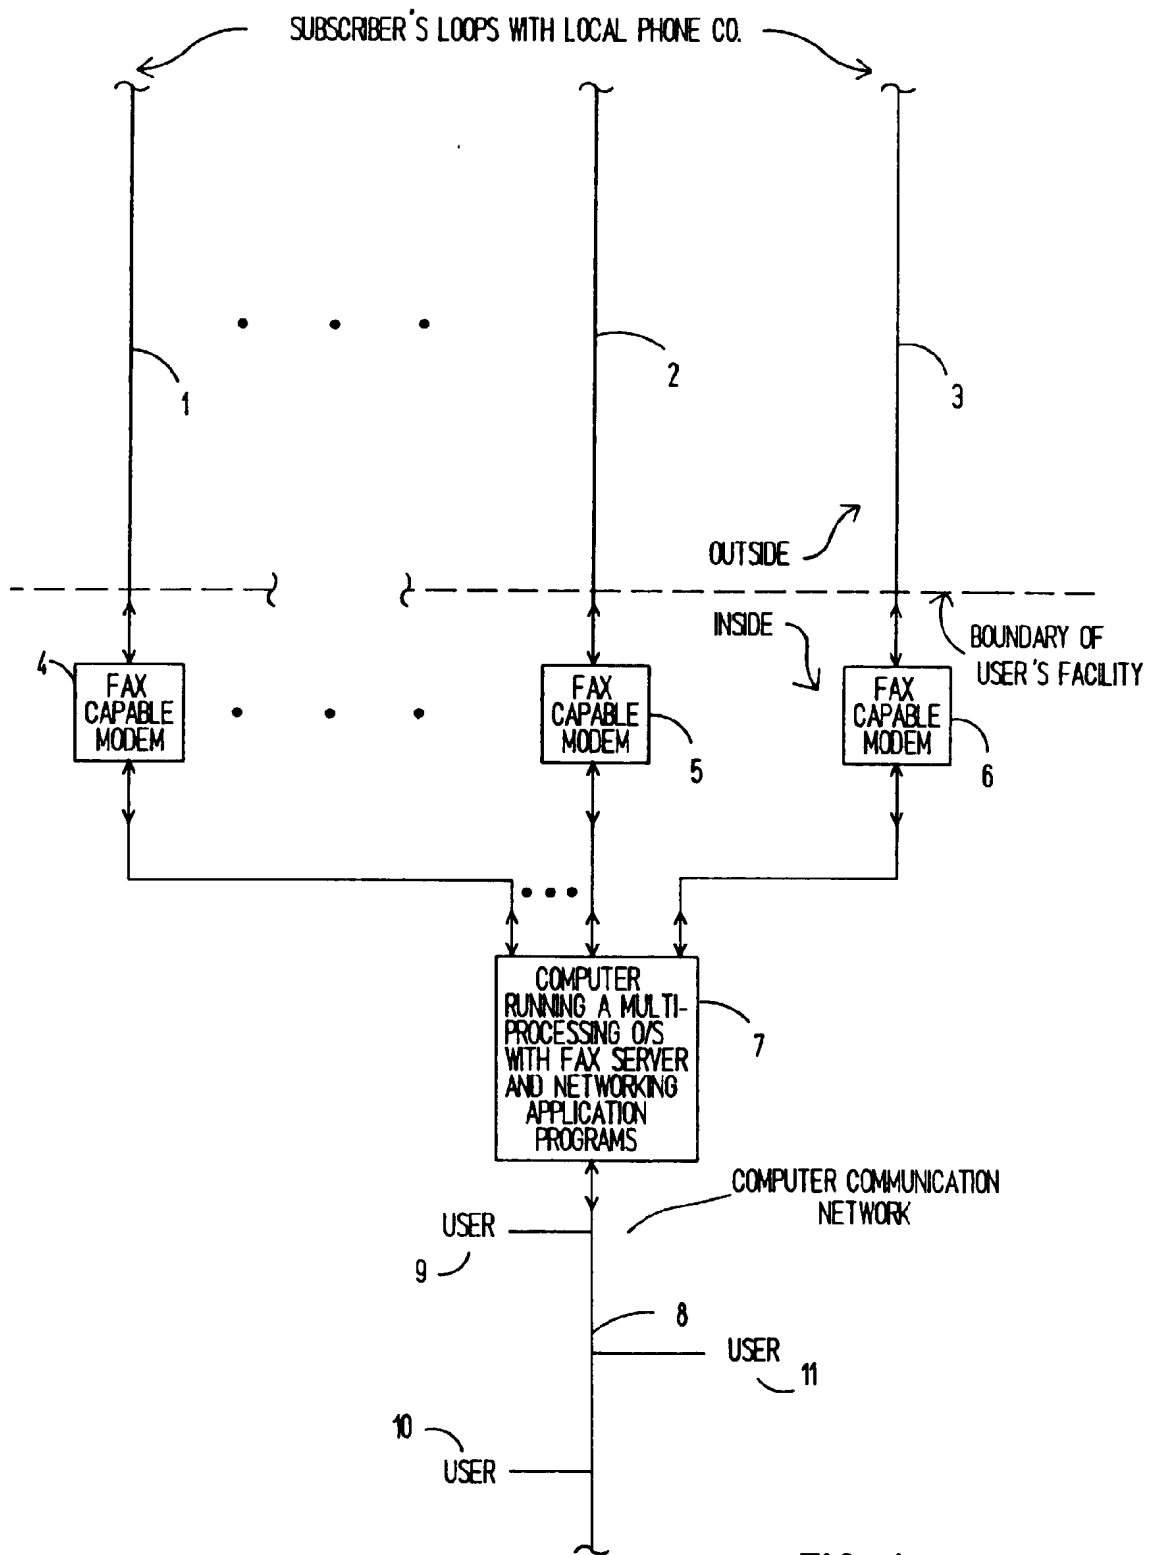 SUBSCRIBER'S LOOPS WITH LOCAL PHONE CO.
1
2
3
OUTSIDE
INSIDE
BOUNDARY OF
USER'S FACILITY
4
FAX
CAPABLE
MODEM
FAX
CAPABLE
MODEM
5
FAX
CAPABLE
MODEM
6
COMPUTER
RUNNING A MULTI-
PROCESSING O/S
WITH FAX SERVER
AND NETWORKING
APPLICATION
PROGRAMS
7
COMPUTER COMMUNICATION
NETWORK
USER
9
8
USER
11
10
USER